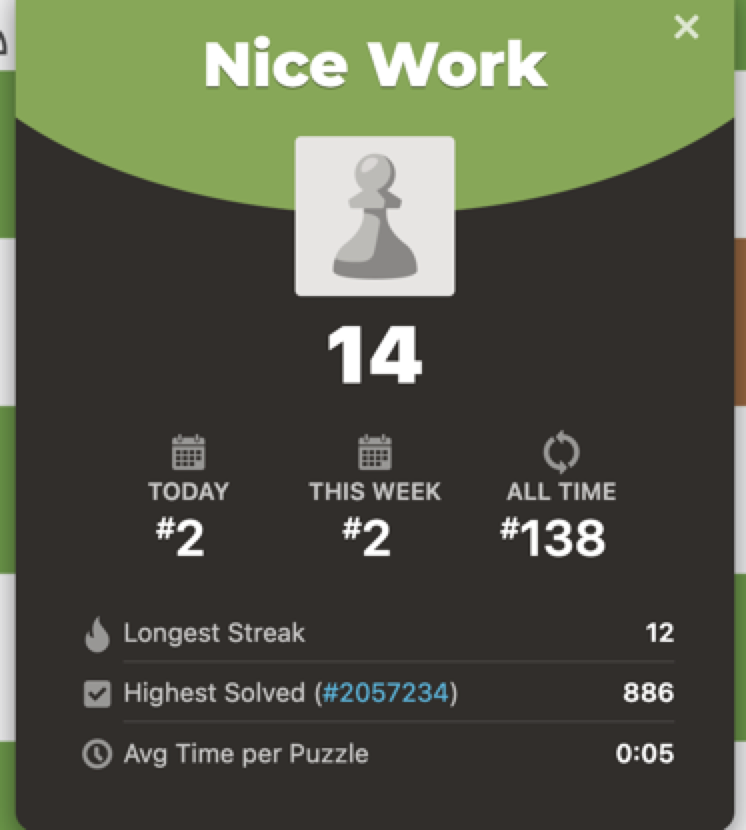 Nice Work
14
TODAY THIS WEEK ALL TIME
#2 #2 #138
Longest Streak 12
Highest Solved (#2057234) 886
Avg Time per Puzzle 0:05